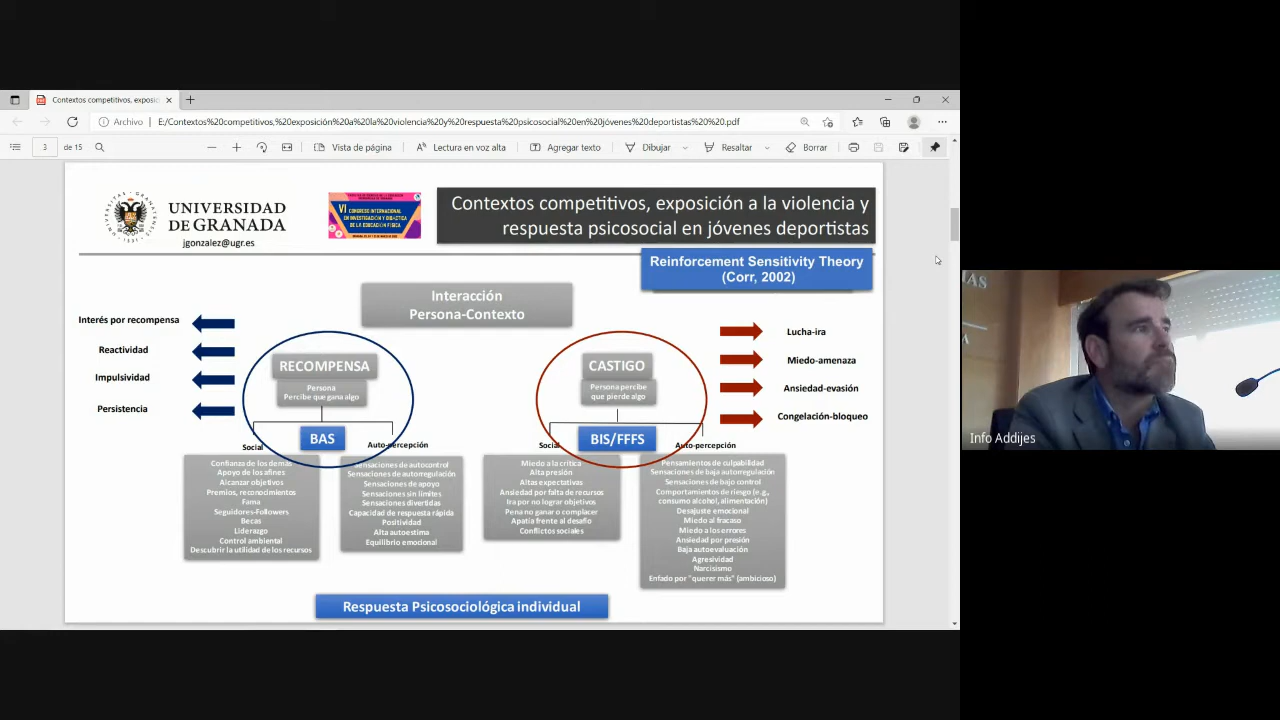 Contextos competitivos, exposici
Archivo
E:/Contextos%20competitivos,%20exposición%20a%20la%20violencia%20y%20respuesta%20psicosocial%20en%20jóvenes%20deportistas%20%20.pdf
3
de 15
Vista de página
Lectura en voz alta
Agregar texto
Dibujar
Resaltar
Borrar
UNIVERSIDAD
DE GRANADA
jgonzalez@ugr.es
VI
CONGRESO INTERNACIONAL
EN INVESTIGACIÓN Y DIDÁCTICA
DE LA EDUCACIÓN FÍSICA
Contextos competitivos, exposición a la violencia y
respuesta psicosocial en jóvenes deportistas
Reinforcement Sensitivity Theory
(Corr, 2002)
Interacción
Persona-Contexto
Interés por recompensa
Reactividad
Impulsividad
Persistencia
RECOMPENSA
Persona
Percibe que gana algo
BAS
Social
Auto-percepción
Confianza de los demás
Apoyo de los afines
Alcanzar objetivos
Premios, reconocimientos
Fama
Seguidores-Followers
Becas
Liderazgo
Control ambiental
Descubrir la utilidad de los recursos
Sensaciones de autocontrol
Sensaciones de autorregulación
Sensaciones de apoyo
Sensaciones sin límites
Sensaciones divertidas
Capacidad de respuesta rápida
Positividad
Alta autoestima
Equilibrio emocional
CASTIGO
Persona percibe
que pierde algo
BIS/FFFS
Social
Auto-percepción
Miedo a la crítica
Alta presión
Altas expectativas
Ansiedad por falta de recursos
Ira por no lograr objetivos
Pena no ganar o complacer
Apatía frente al desafío
Conflictos sociales
Pensamientos de culpabilidad
Sensaciones de baja autorregulación
Sensaciones de bajo control
Comportamientos de riesgo (e.g.,
consumo alcohol, alimentación)
Desajuste emocional
Miedo al fracaso
Miedo a los errores
Ansiedad por presión
Baja autoevaluación
Agresividad
Narcisismo
Enfado por "querer más" (ambicioso)
Lucha-ira
Miedo-amenaza
Ansiedad-evasión
Congelación-bloqueo
Respuesta Psicosociológica individual
Info Addijes